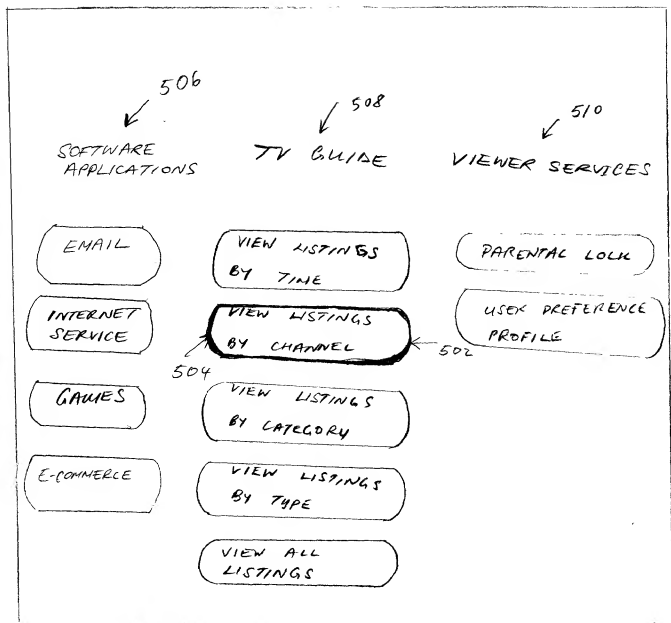 506
508
510
SOFTWARE
APPLICATIONS
TV GUIDE
VIEWER SERVICES
EMAIL
INTERNET
SERVICE
GAMES
E-COMMERCE
VIEW LISTINGS
BY TIME
VIEW LISTINGS
BY CHANNEL
504
502
VIEW LISTINGS
BY CATEGORY
VIEW LISTINGS
BY TYPE
VIEW ALL
LISTINGS
PARENTAL LOCK
USER PREFERENCE
PROFILE